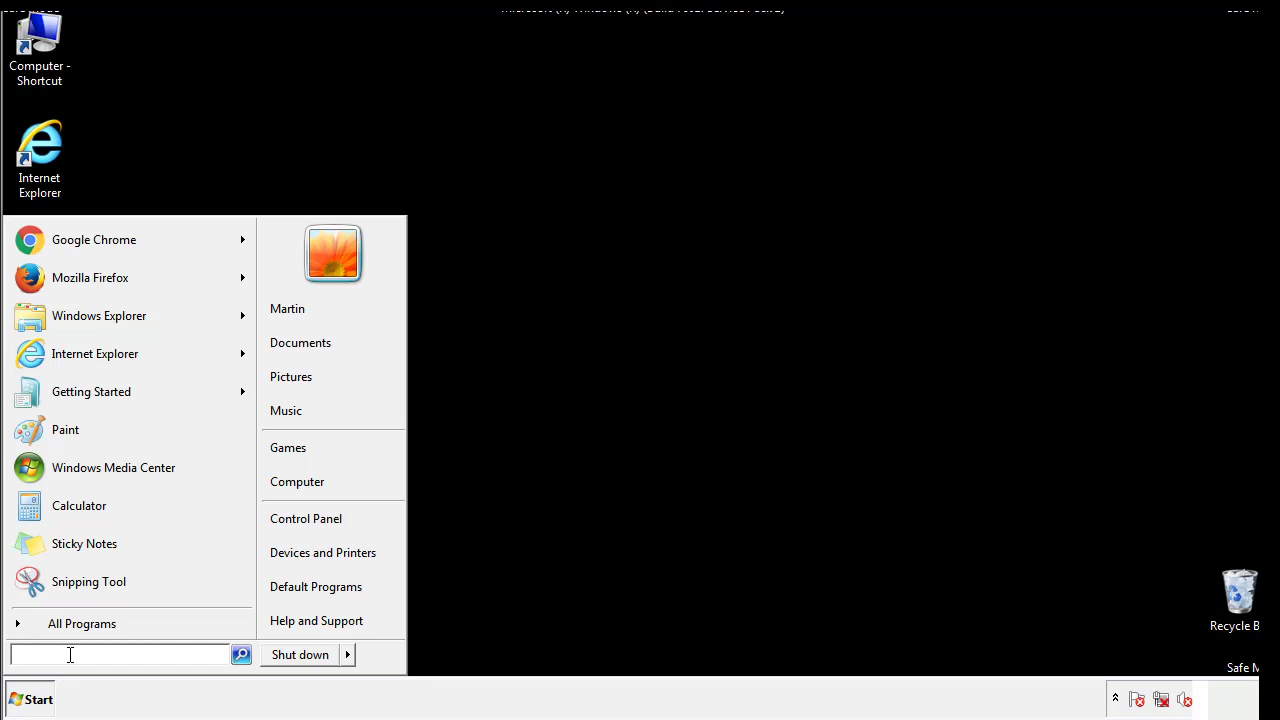 Computer -
Shortcut
Internet
Explorer
Google Chrome
Mozilla Firefox
Windows Explorer
Internet Explorer
Getting Started
Paint
Windows Media Center
Calculator
Sticky Notes
Snipping Tool
All Programs
Martin
Documents
Pictures
Music
Games
Computer
Control Panel
Devices and Printers
Default Programs
Help and Support
Shut down
Recycle B
Safe M
Start